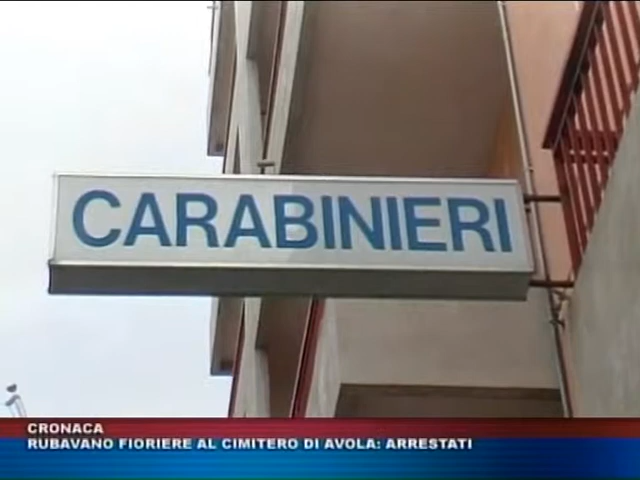 CARABINIERI
CRONACA
RUBAVANO FIORIERE AL CIMITERO DI AVOLA: ARRESTATI